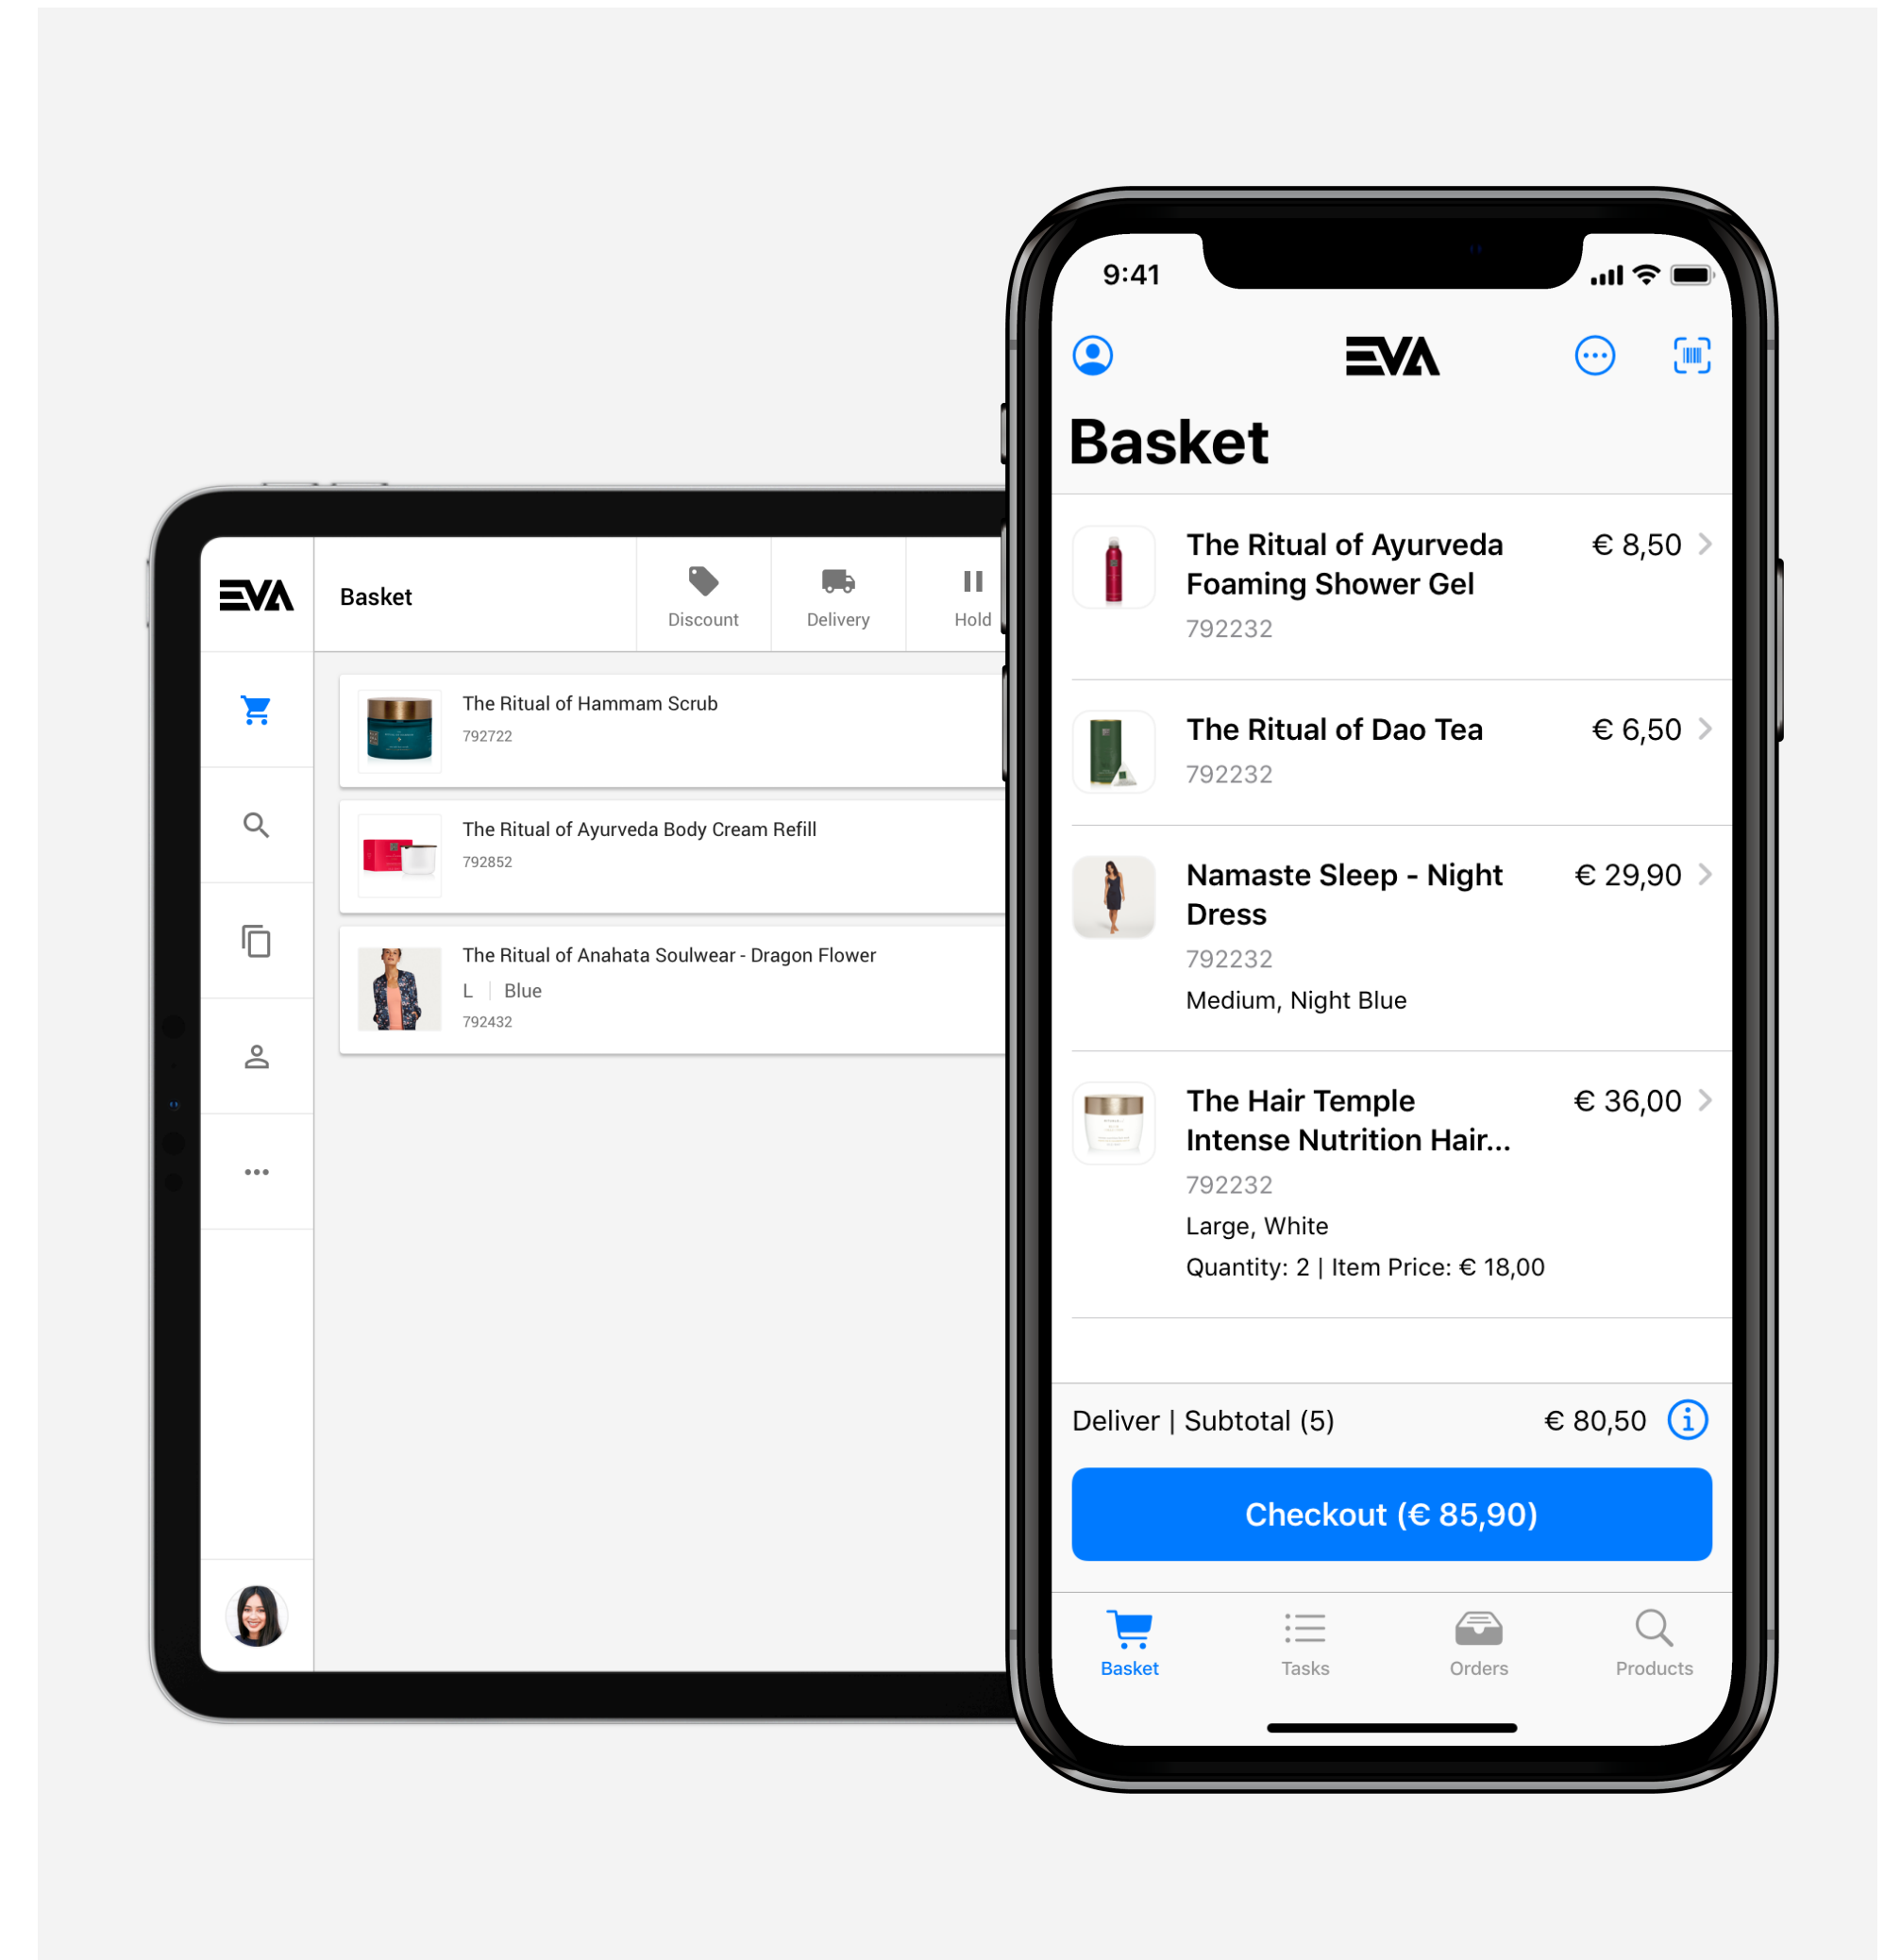 EVA
Basket
Discount
Delivery
Hold
The Ritual of Hammam Scrub
792722
The Ritual of Ayurveda Body Cream Refill
792852
The Ritual of Anahata Soulwear - Dragon Flower
L | Blue
792432
9:41
EVA
Basket
The Ritual of Ayurveda € 8,50
Foaming Shower Gel
792232
The Ritual of Dao Tea € 6,50
792232
Namaste Sleep - Night € 29,90
Dress
792232
Medium, Night Blue
The Hair Temple € 36,00
Intense Nutrition Hair...
792232
Large, White
Quantity: 2 | Item Price: € 18,00
Deliver | Subtotal (5) € 80,50
Checkout (€ 85,90)
Basket
Tasks
Orders
Products